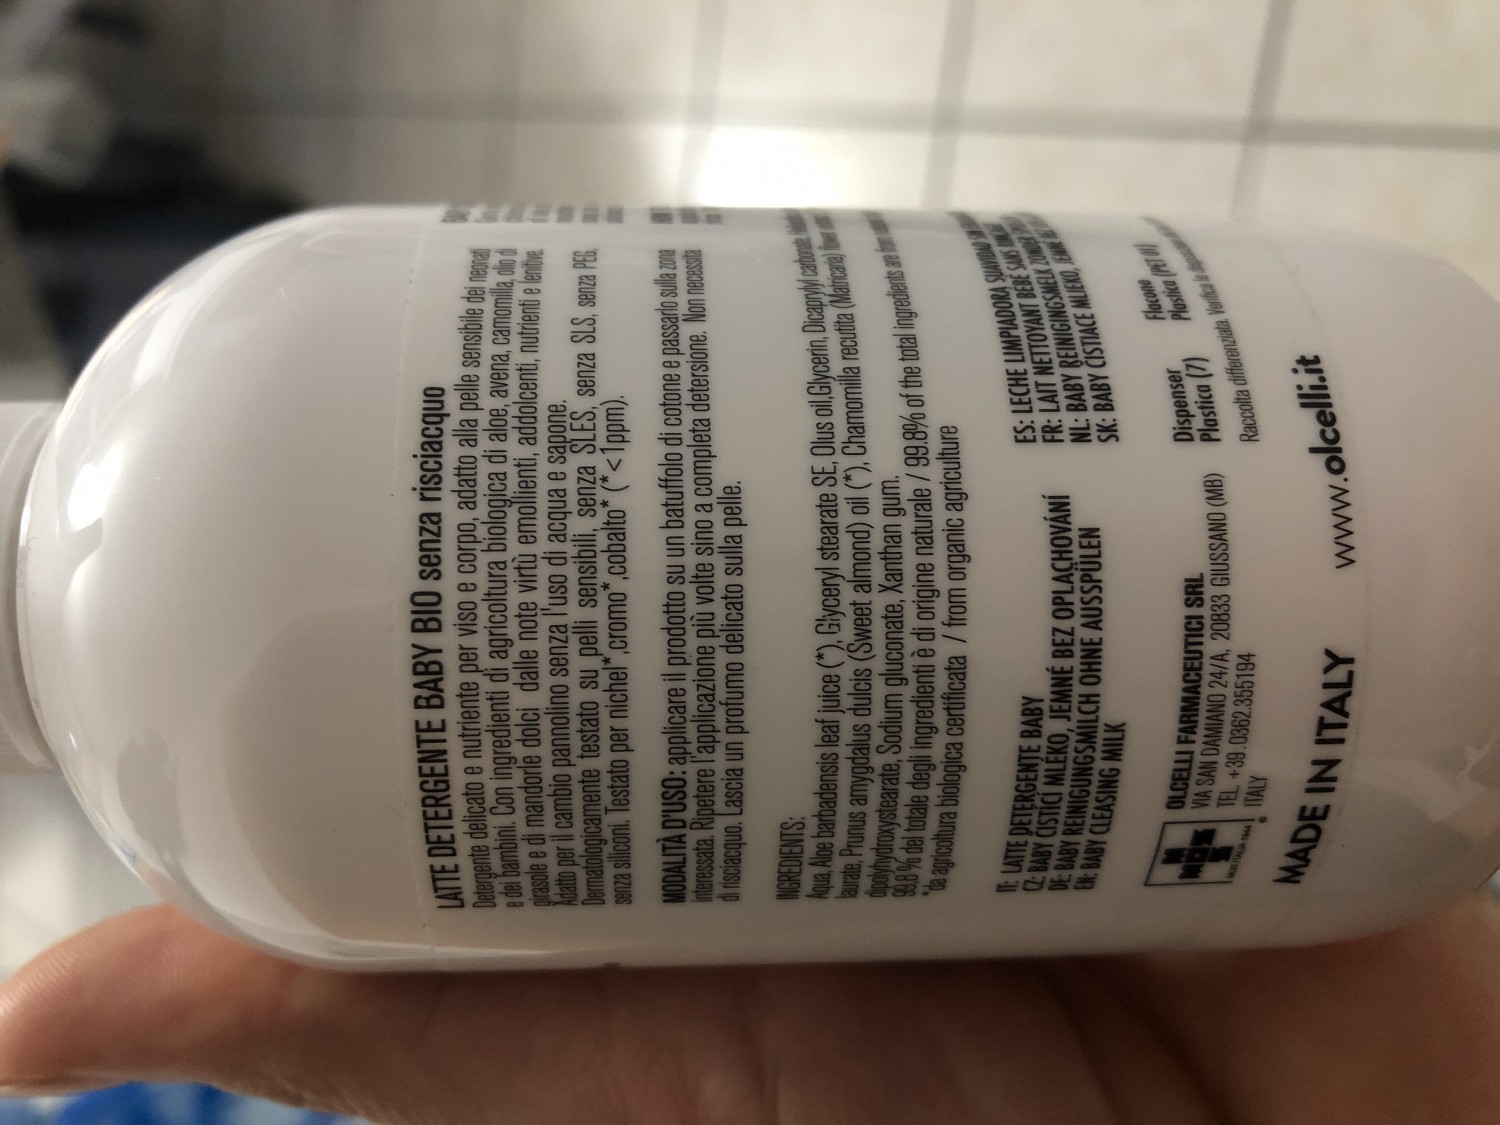 LATTE DETERGENTE BABY BIO senza risciacquo
Detergente delicato e nutriente per viso e corpo, adatto alla pelle sensibile dei neonati
e dei bambini. Con ingredienti di agricoltura biologica di aloe, avena, camomilla, olio di
girasole e di mandorle dolci dalle note virtù emollienti, addolcenti, nutrienti e lenitive.
Adatto per il cambio pannolino senza l'uso di acqua e sapone.
Dermatologicamente testato su pelli sensibili, senza SLES, senza SLS, senza PEG,
senza siliconi. Testato per nichel*,cromo*,cobalto* (*<1ppm).
MODALITÀ D'USO: applicare il prodotto su un batuffolo di cotone e passarlo sulla zona
interessata. Ripetere l'applicazione più volte sino a completa detersione. Non necessita
di risciacquo. Lascia un profumo delicato sulla pelle.
INGREDIENTS:
Aqua, Aloe barbadensis leaf juice (*), Glyceryl stearate SE, Olus oil,Glycerin, Dicaprylyl carbonate,
laurate, Prunus amygdalus dulcis (Sweet almond) oil (*), Chamomilla recutita (Matricaria) flower
dipolyhydroxystearate, Sodium gluconate, Xanthan gum.
99,8 % del totale degli ingredienti è di origine naturale / 99.8% of the total ingredients are from
*da agricoltura biologica certificata / from organic agriculture
IT: LATTE DETERGENTE BABY
CZ: BABY ČISTÍCÍ MLÉKO, JEMNÉ BEZ OPLACHOVÁNÍ
DE: BABY REINIGUNGSMILCH OHNE AUSSPÜLEN
EN: BABY CLEASING MILK
ES: LECHE LIMPIADORA SUAVIDAD
FR: LAIT NETTOYANT BÉBÉ SANS
NL: BABY REINIGINGSMELK ZONDER
SK: BABY ČISTIACE MLIEKO, JEMNÉ BEZ
OLCELLI FARMACEUTICI SRL
VIA SAN DAMIANO 24/A, 20833 GIUSSANO (MB)
TEL. +39.0362.355194
ITALY
Dispenser
Plastica (7)
Flacone
Plastica (PET 01)
Raccolta differenziata. Verifica le
MADE IN ITALY
www.olcelli.it